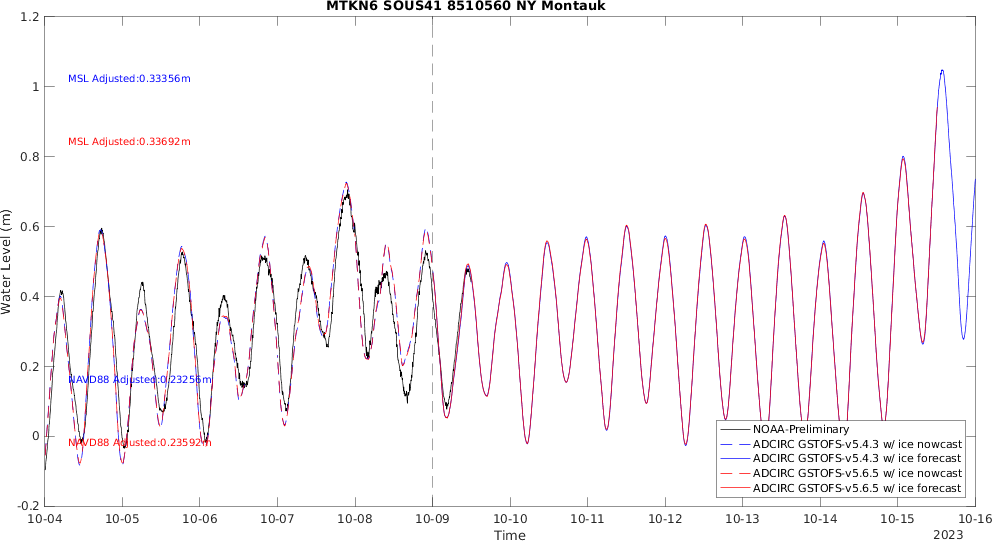 MTKN6 SOUS41 8510560 NY Montauk
1.2
1
0.8
0.6
0.4
0.2
0
-0.2
Water Level (m)
MSL Adjusted:0.33356m
MSL Adjusted:0.33692m
NAVD88 Adjusted:0.23256m
NAVD88 Adjusted:0.23592m
NOAA-Preliminary
ADCIRC GSTOFS-v5.4.3 w/ ice nowcast
ADCIRC GSTOFS-v5.4.3 w/ ice forecast
ADCIRC GSTOFS-v5.6.5 w/ ice nowcast
ADCIRC GSTOFS-v5.6.5 w/ ice forecast
10-04 10-05 10-06 10-07 10-08 10-09 10-10 10-11 10-12 10-13 10-14 10-15 10-16
Time
2023